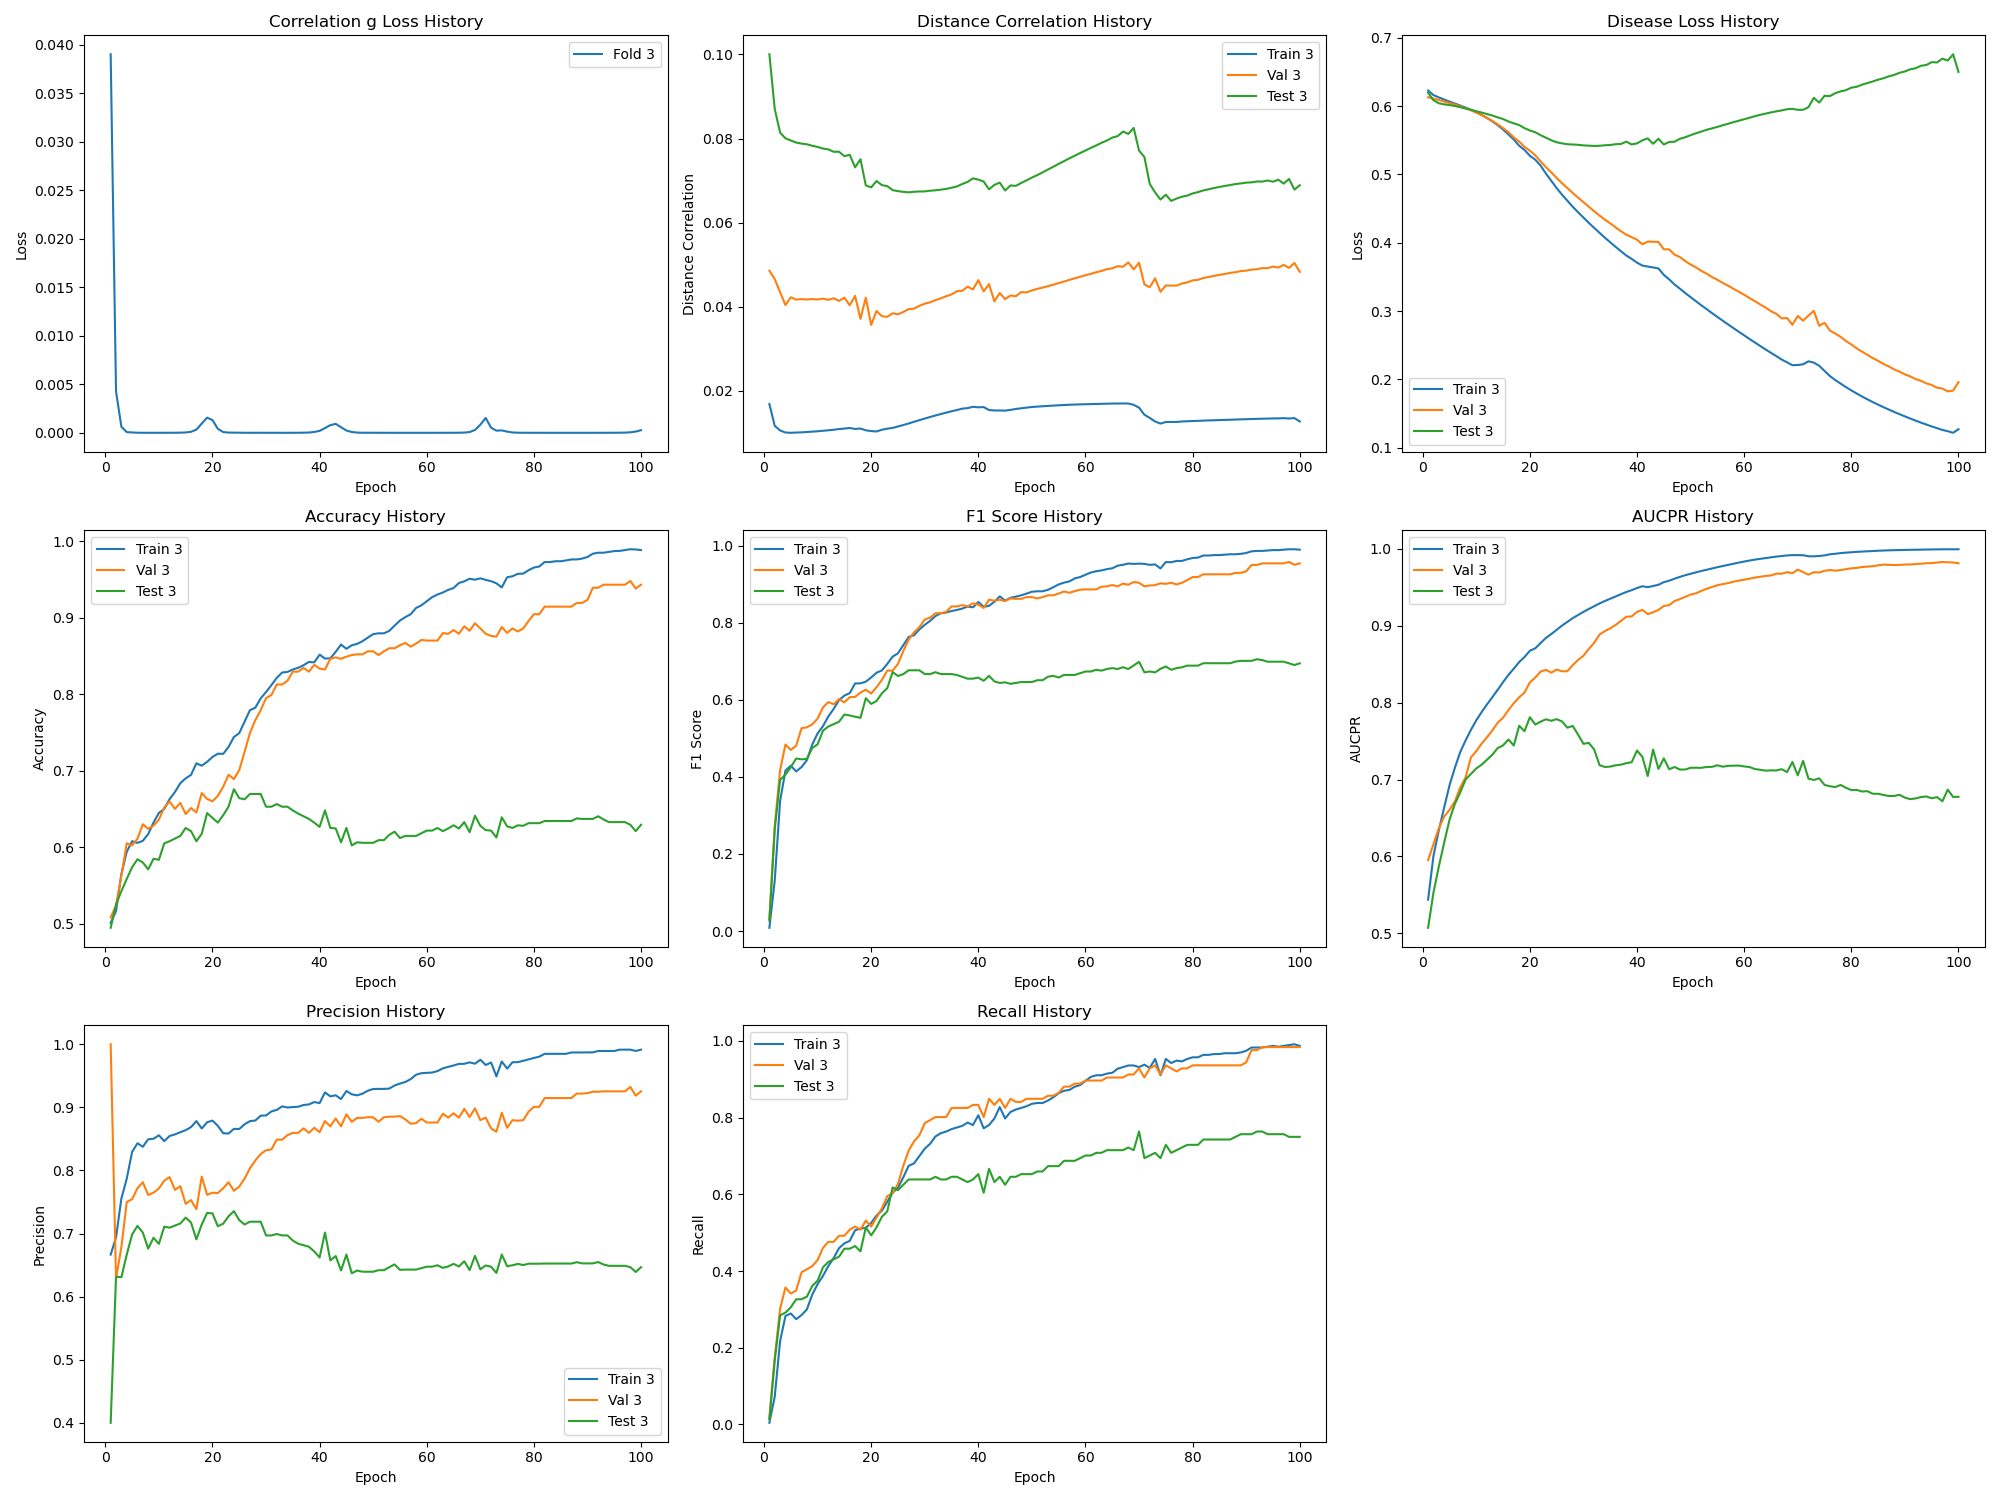 Correlation g Loss History
Loss
0.040
0.035
0.030
0.025
0.020
0.015
0.010
0.005
0.000
Fold 3
0 20 40 60 80 100
Epoch
Distance Correlation History
Distance Correlation
0.10
0.08
0.06
0.04
0.02
Train 3
Val 3
Test 3
0 20 40 60 80 100
Epoch
Disease Loss History
Loss
0.7
0.6
0.5
0.4
0.3
0.2
0.1
Train 3
Val 3
Test 3
0 20 40 60 80 100
Epoch
Accuracy History
Accuracy
1.0
0.9
0.8
0.7
0.6
0.5
Train 3
Val 3
Test 3
0 20 40 60 80 100
Epoch
F1 Score History
F1 Score
1.0
0.8
0.6
0.4
0.2
0.0
Train 3
Val 3
Test 3
0 20 40 60 80 100
Epoch
AUCPR History
AUCPR
1.0
0.9
0.8
0.7
0.6
0.5
Train 3
Val 3
Test 3
0 20 40 60 80 100
Epoch
Precision History
Precision
1.0
0.9
0.8
0.7
0.6
0.5
0.4
Train 3
Val 3
Test 3
0 20 40 60 80 100
Epoch
Recall History
Recall
1.0
0.8
0.6
0.4
0.2
0.0
Train 3
Val 3
Test 3
0 20 40 60 80 100
Epoch